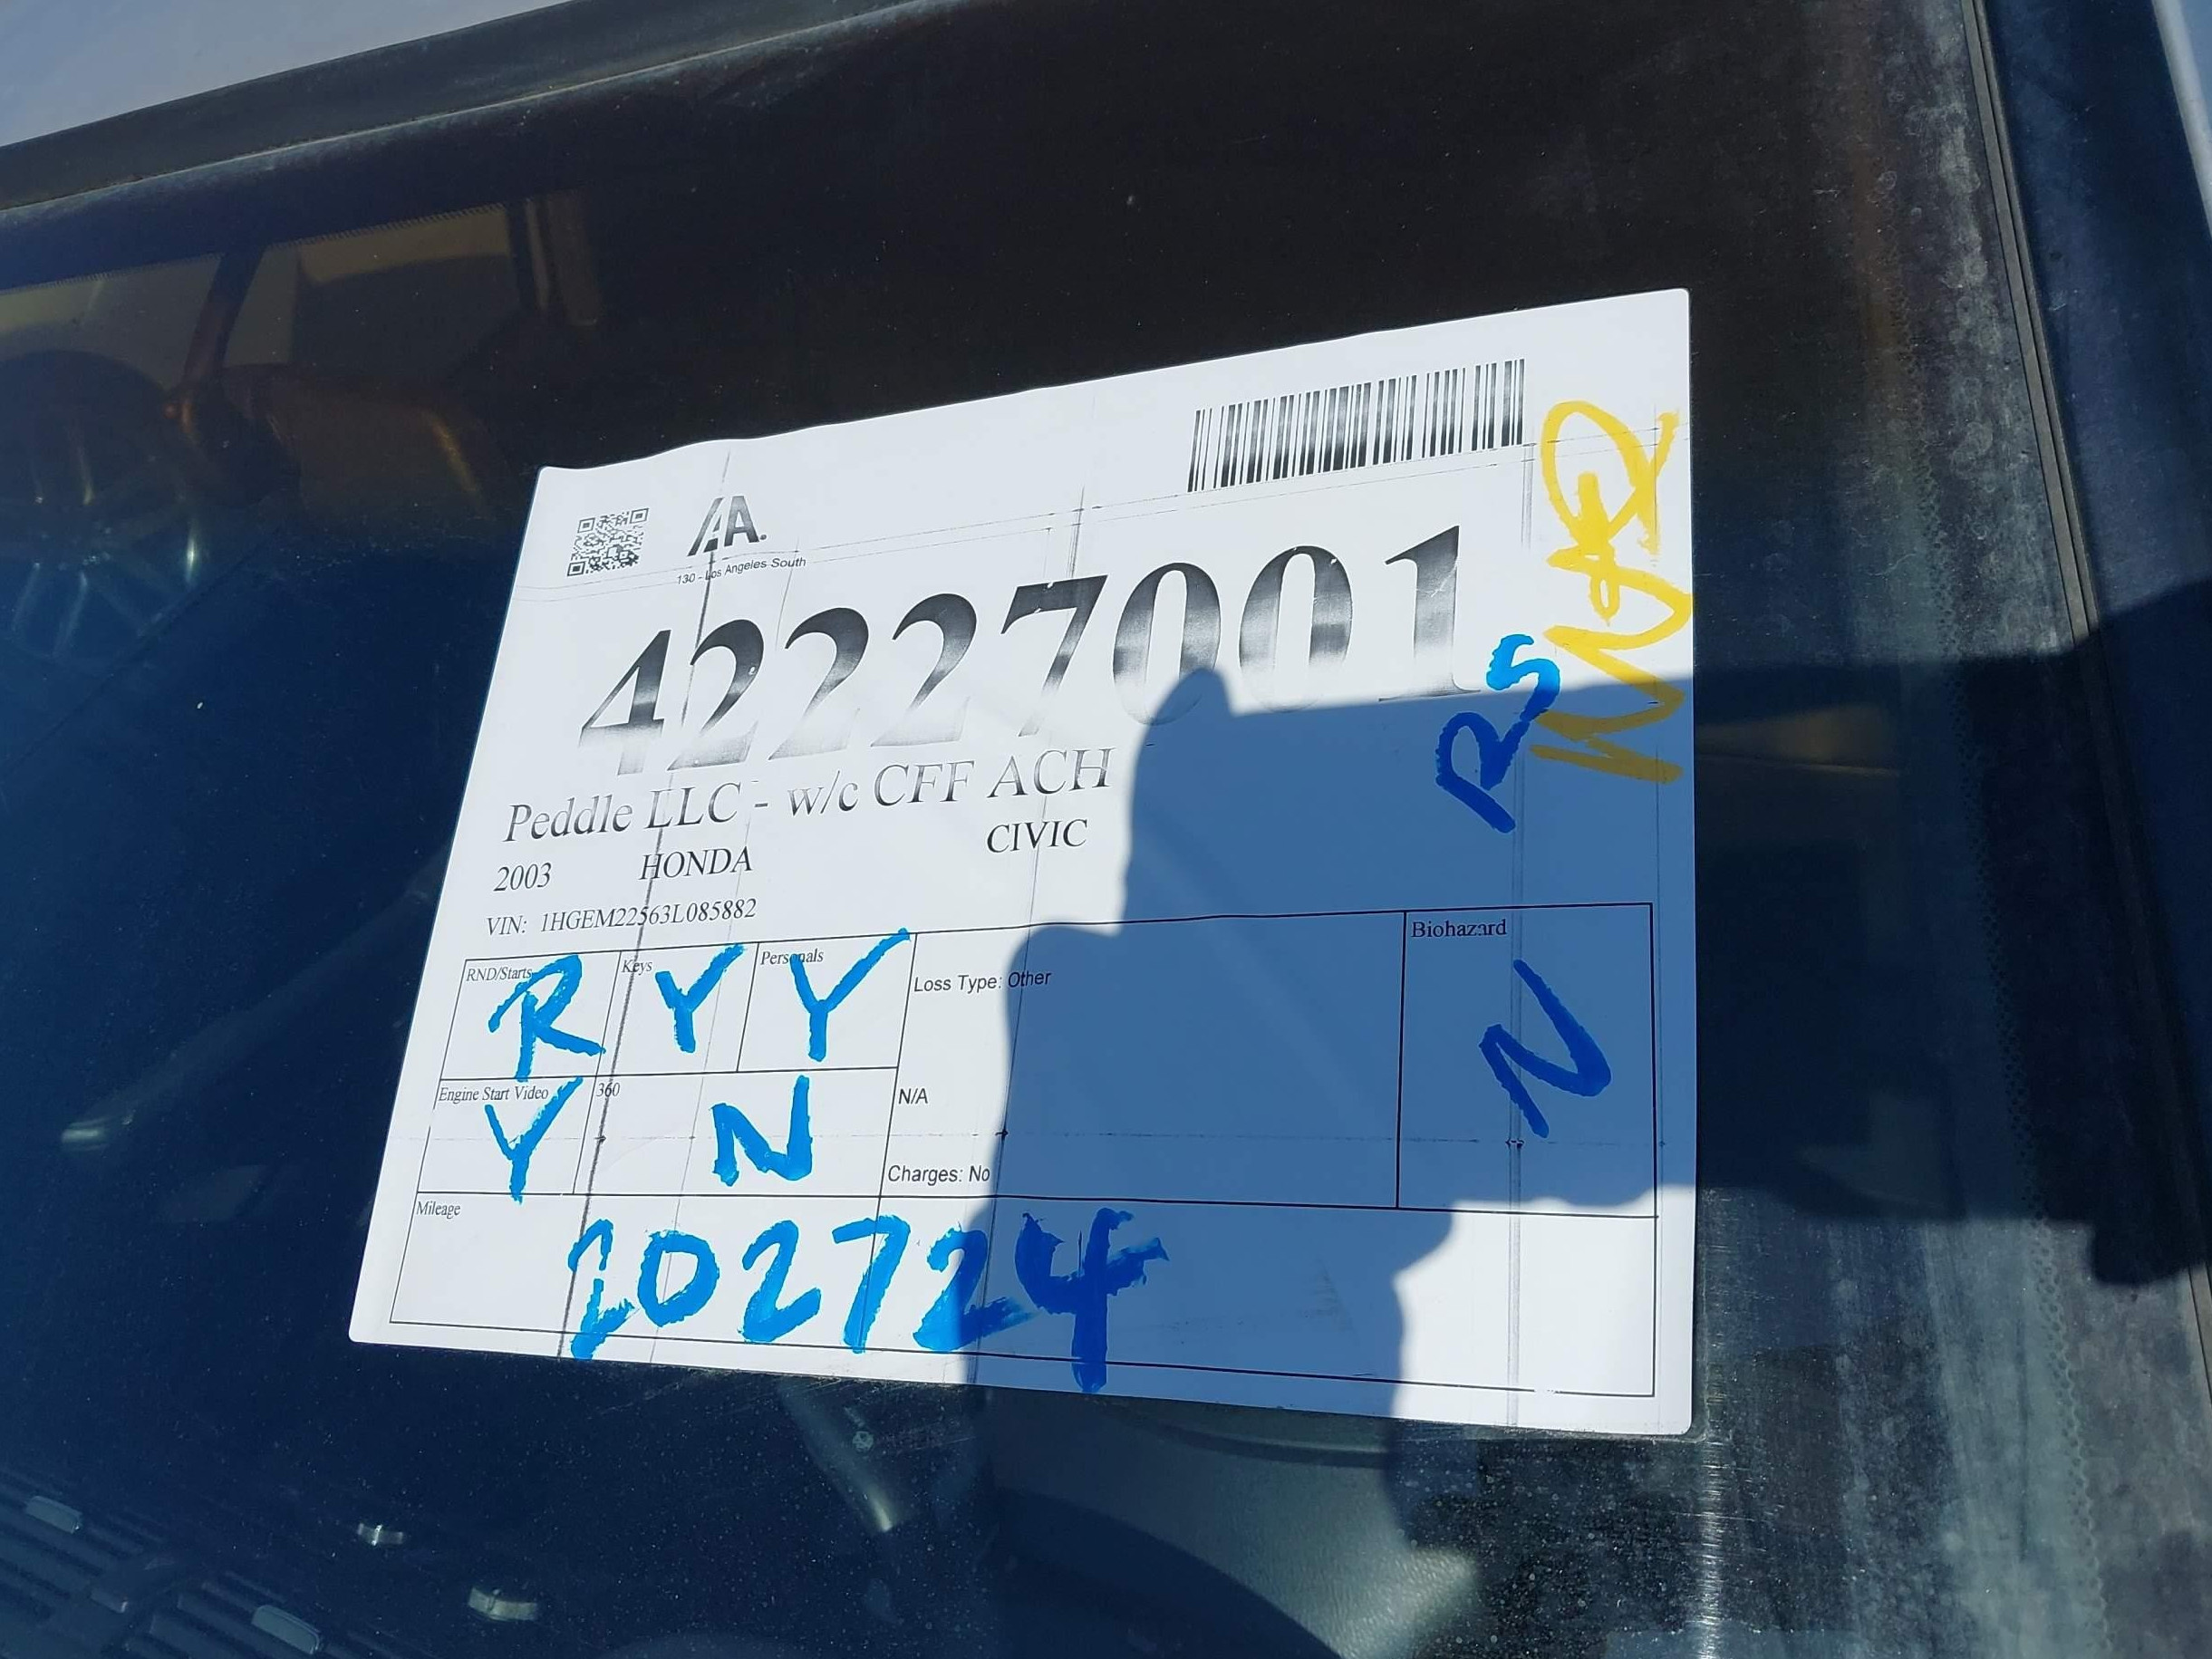 IAA.
130 - Los Angeles South
42227001
R5
Peddle LLC - w/c CFF ACH
2003 HONDA CIVIC
VIN: 1HGEM22563L085882
RND/Starts R
Keys Y
Personals Y
Loss Type: Other
Biohazard N
Engine Start Video Y
360 N
N/A
Charges: No
Mileage
202724